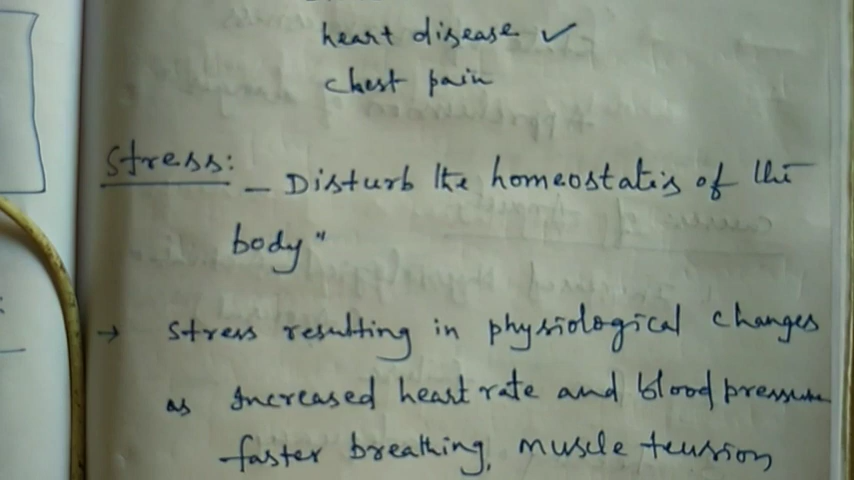 heart disease ✓
chest pain
Stress: – Disturb the homeostatis of the
body"
→ stress resulting in physiological changes
as increased heart rate and blood pressure
faster breathing, muscle tension